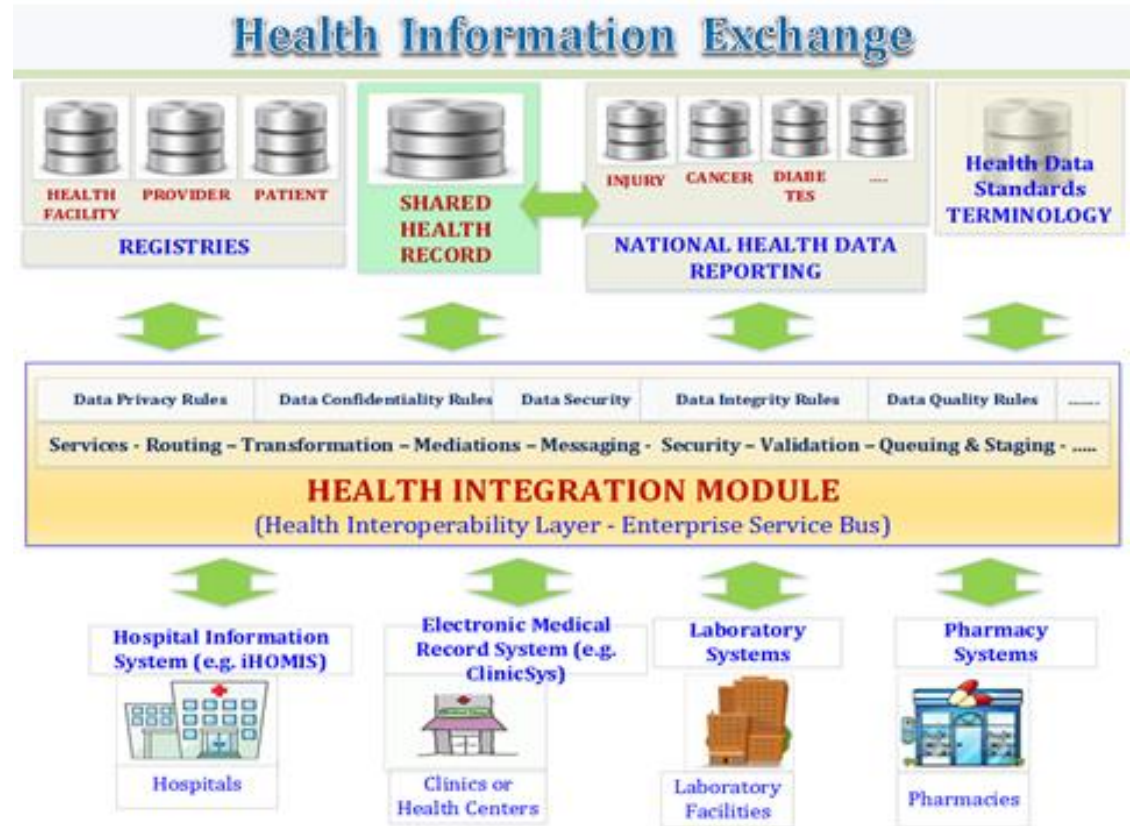 Health Information Exchange
HEALTH
FACILITY
PROVIDER
PATIENT
REGISTRIES
SHARED
HEALTH
RECORD
INJURY
CANCER
DIABE
TES
....
NATIONAL HEALTH DATA
REPORTING
Health Data
Standards
TERMINOLOGY
Data Privacy Rules
Data Confidentiality Rules
Data Security
Data Integrity Rules
Data Quality Rules
.......
Services - Routing – Transformation – Mediations – Messaging - Security – Validation – Queuing & Staging - .....
HEALTH INTEGRATION MODULE
(Health Interoperability Layer - Enterprise Service Bus)
Hospital Information
System (e.g. iHOMIS)
Hospitals
Electronic Medical
Record System (e.g.
ClinicSys)
Clinics or
Health Centers
Laboratory
Systems
Laboratory
Facilities
Pharmacy
Systems
Pharmacies